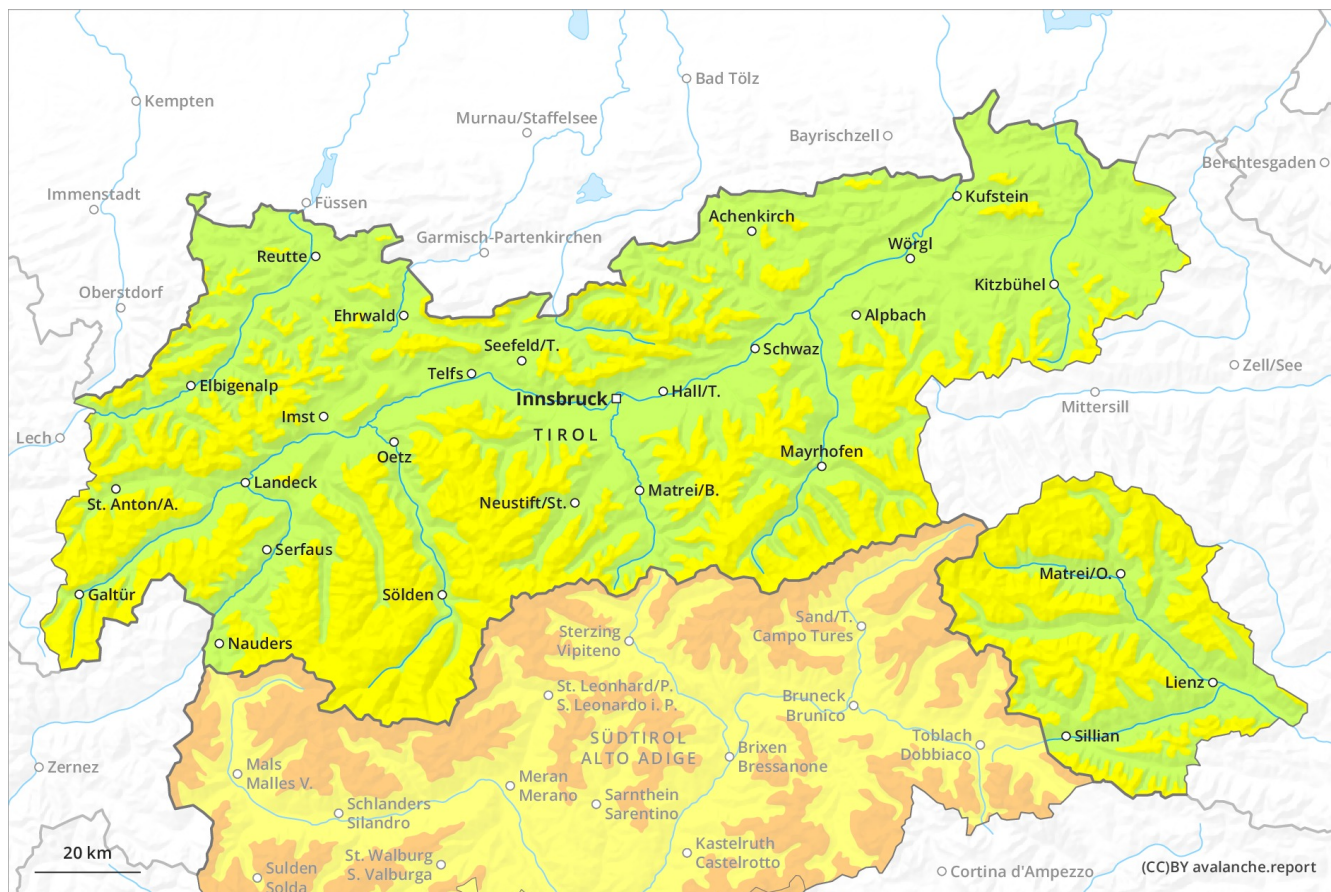 Kempten
Bad Tölz
Murnau/Staffelsee
Bayrischzell
Berchtesgaden
Immenstadt
Füssen
Kufstein
Achenkirch
Garmisch-Partenkirchen
Wörgl
Reutte
Kitzbühel
Oberstdorf
Ehrwald
Alpbach
Seefeld/T.
Schwaz
Zell/See
Telfs
Elbigenalp
Innsbruck
Hall/T.
Mittersill
Imst
TIROL
Lech
Oetz
Mayrhofen
Landeck
St. Anton/A.
Neustift/St.
Matrei/B.
Serfaus
Matrei/O.
Galtür
Sölden
Sand/T.
Campo Tures
Sterzing
Vipiteno
Nauders
Lienz
St. Leonhard/P.
S. Leonardo i. P.
Bruneck
Brunico
SÜDTIROL
ALTO ADIGE
Toblach
Dobbiaco
Sillian
Brixen
Bressanone
Zernez
Mals
Malles V.
Meran
Merano
Sarnthein
Sarentino
Schlanders
Silandro
Kastelruth
Castelrotto
20 km
St. Walburg
S. Valburga
Sulden
Solda
Cortina d'Ampezzo
(CC)BY avalanche.report